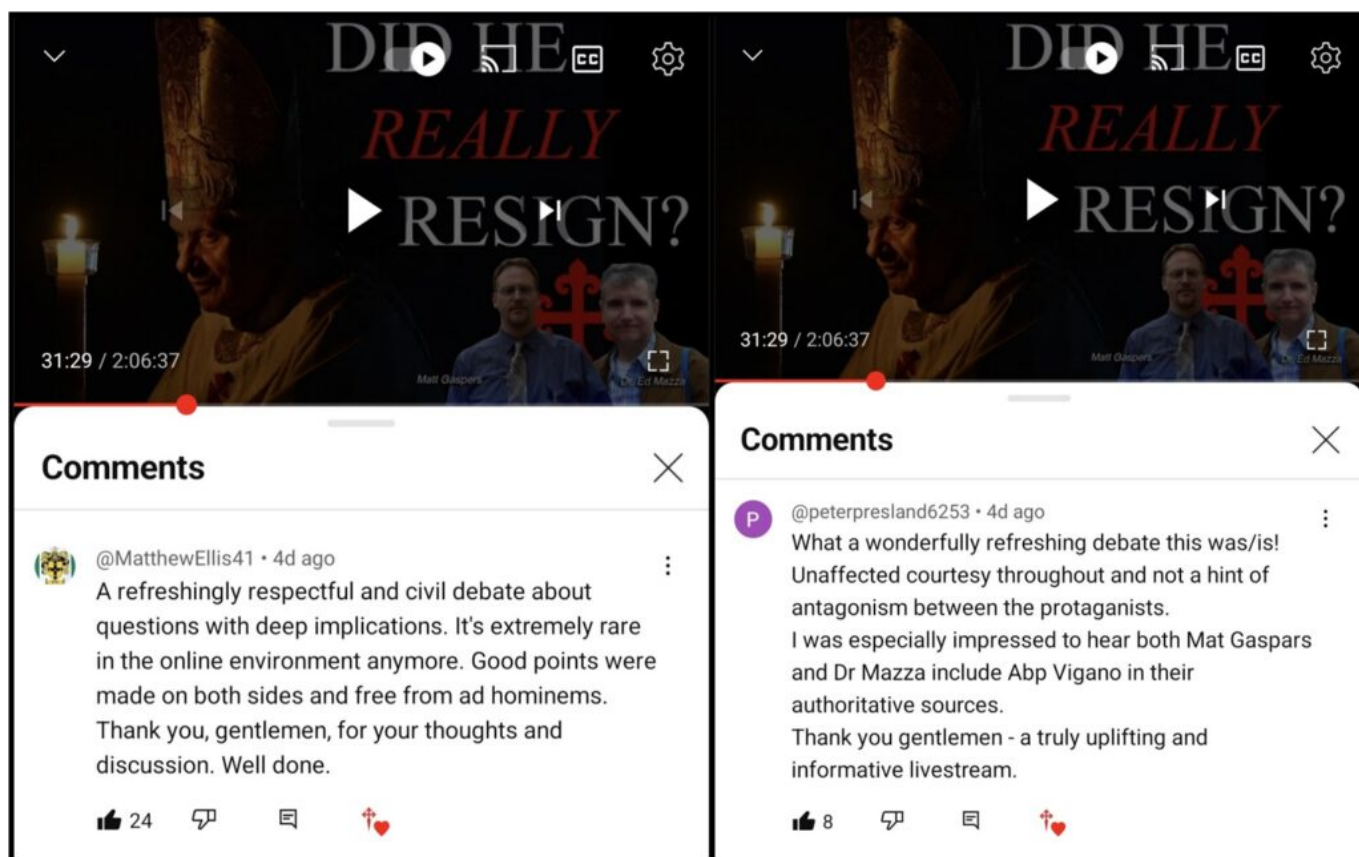 DID HE
REALLY
RESIGN?
CC
31:29 / 2:06:37
Matt Gaspers
Dr. Ed Mazza
Comments
@MatthewEllis41 • 4d ago
A refreshingly respectful and civil debate about
questions with deep implications. It's extremely rare
in the online environment anymore. Good points were
made on both sides and free from ad hominems.
Thank you, gentlemen, for your thoughts and
discussion. Well done.
24
DID HE
REALLY
RESIGN?
CC
31:29 / 2:06:37
Matt Gaspers
Dr. Ed Mazza
Comments
P
@peterpresland6253 • 4d ago
What a wonderfully refreshing debate this was/is!
Unaffected courtesy throughout and not a hint of
antagonism between the protaganists.
I was especially impressed to hear both Mat Gaspars
and Dr Mazza include Abp Vigano in their
authoritative sources.
Thank you gentlemen - a truly uplifting and
informative livestream.
8